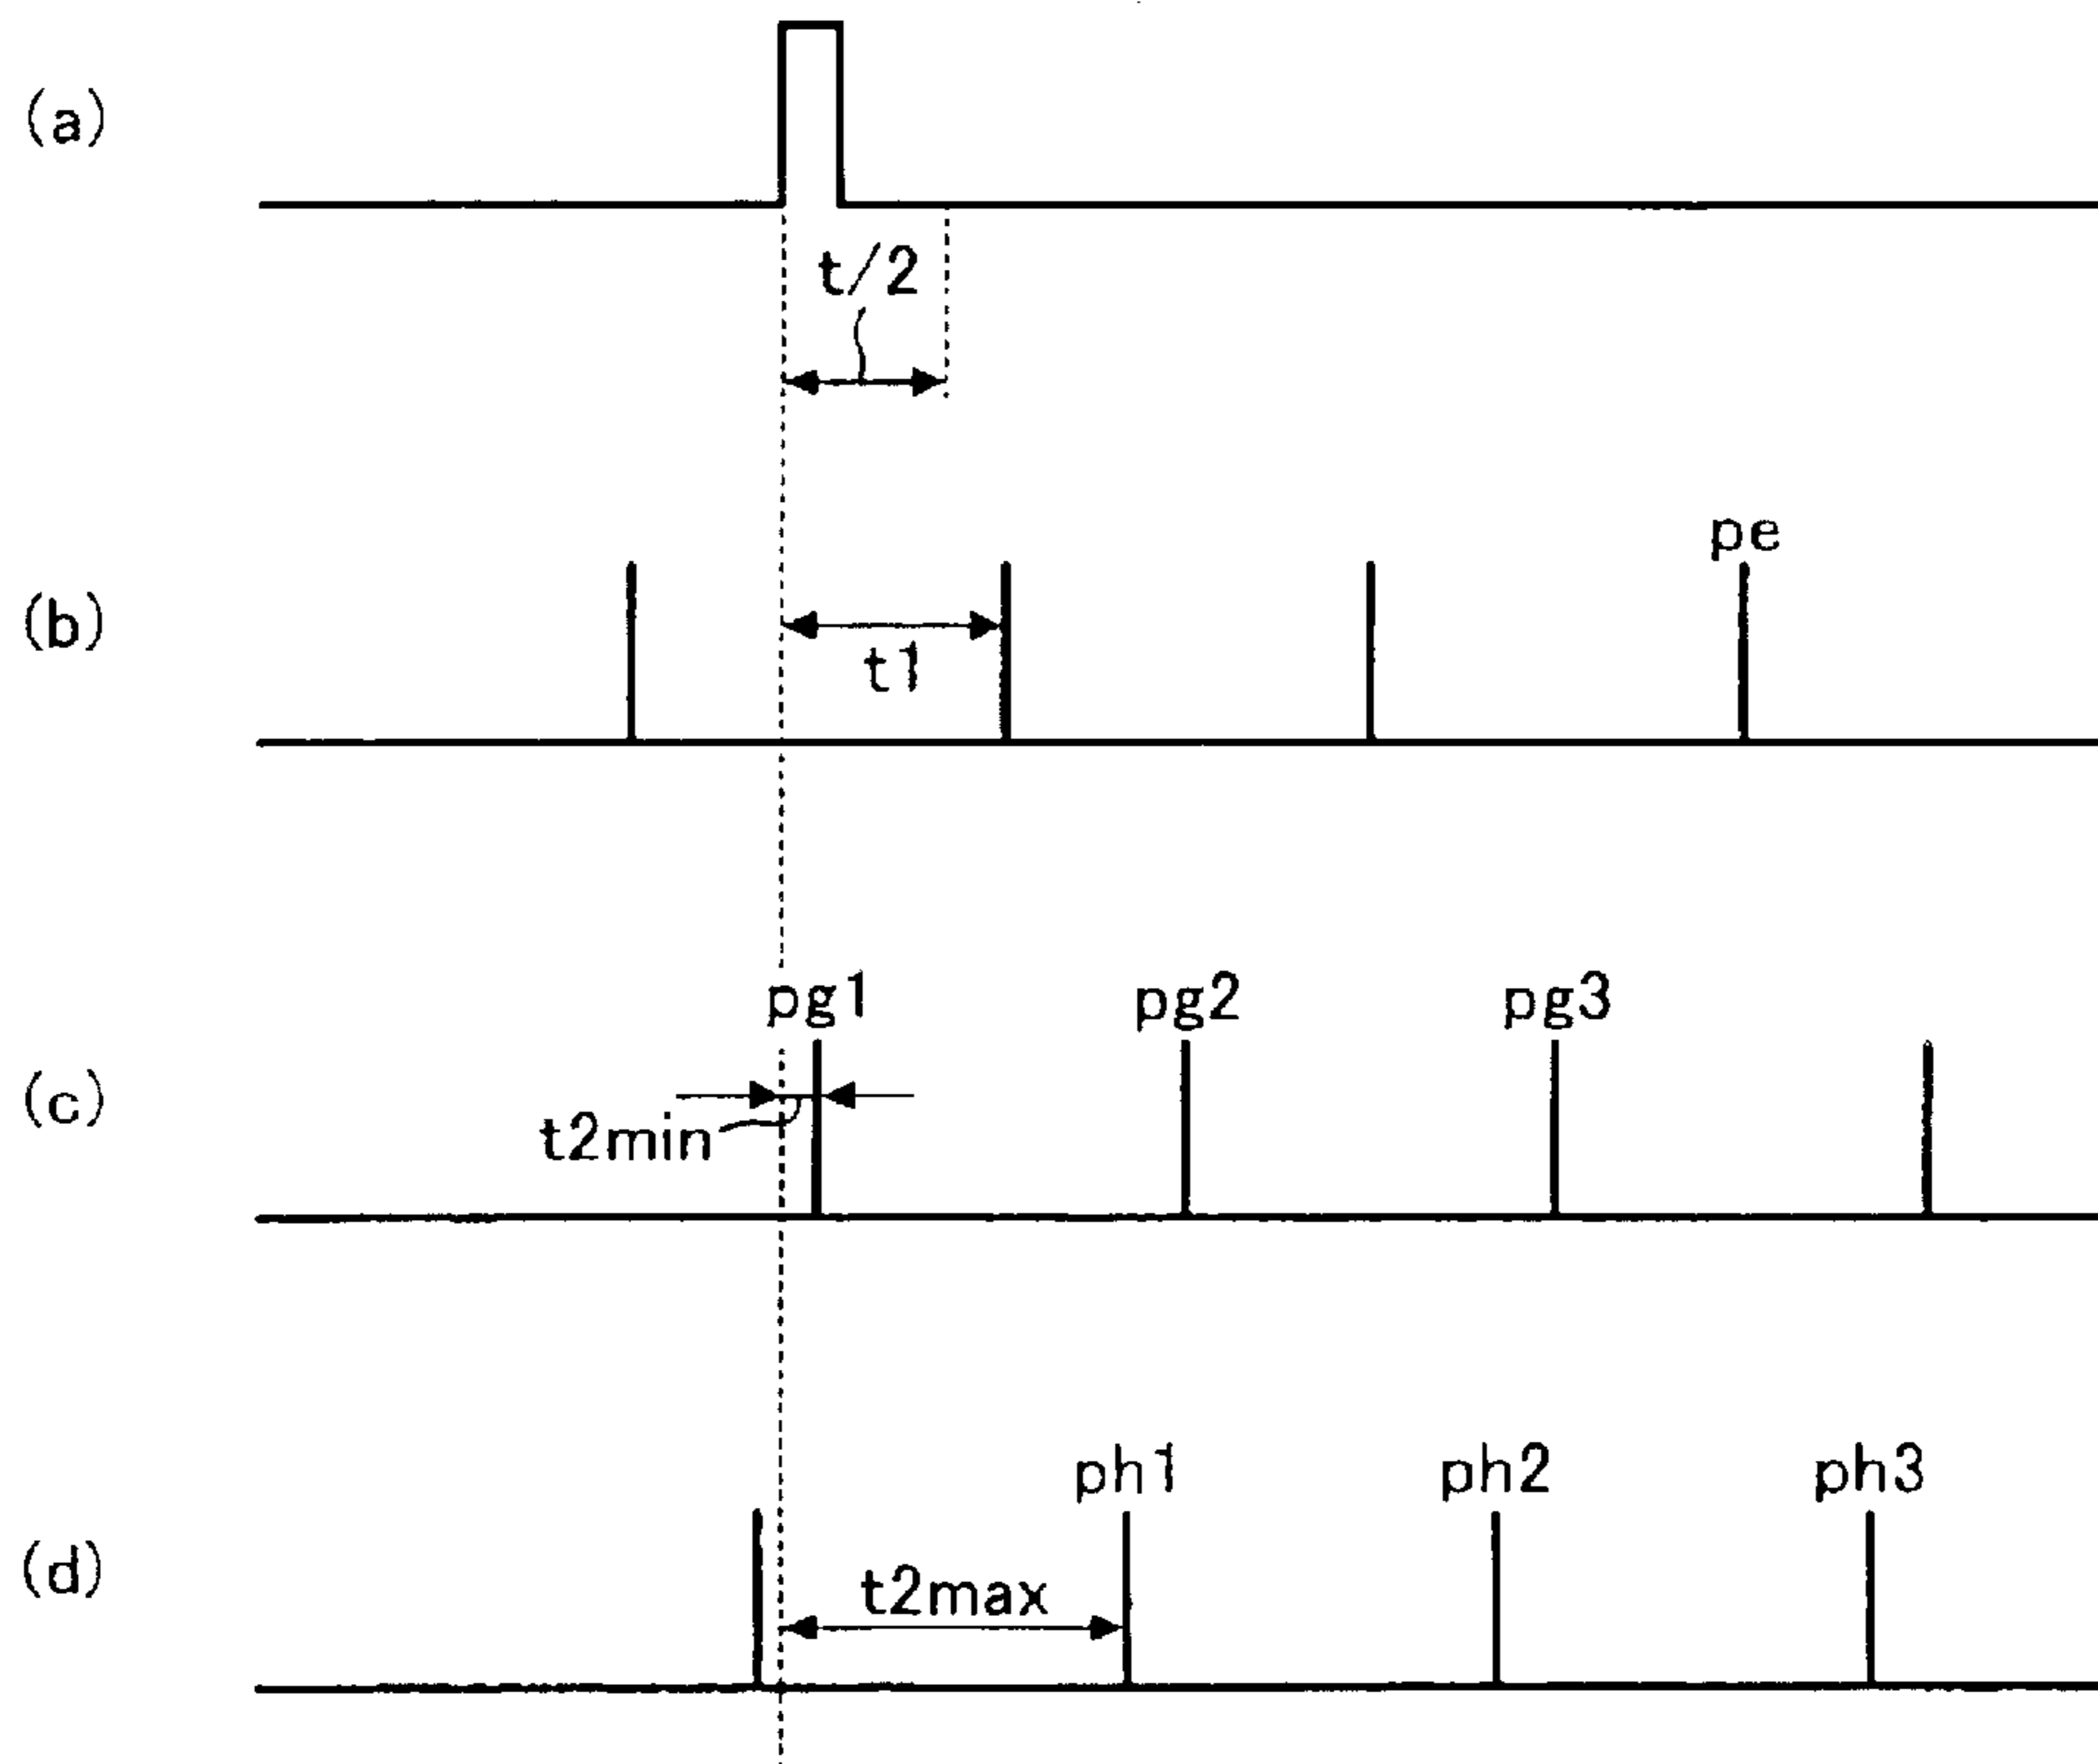 (a)
t/2
pe
(b)
t1
pg1 pg2 pg3
(c)
t2min
ph1 ph2 ph3
(d)
t2max